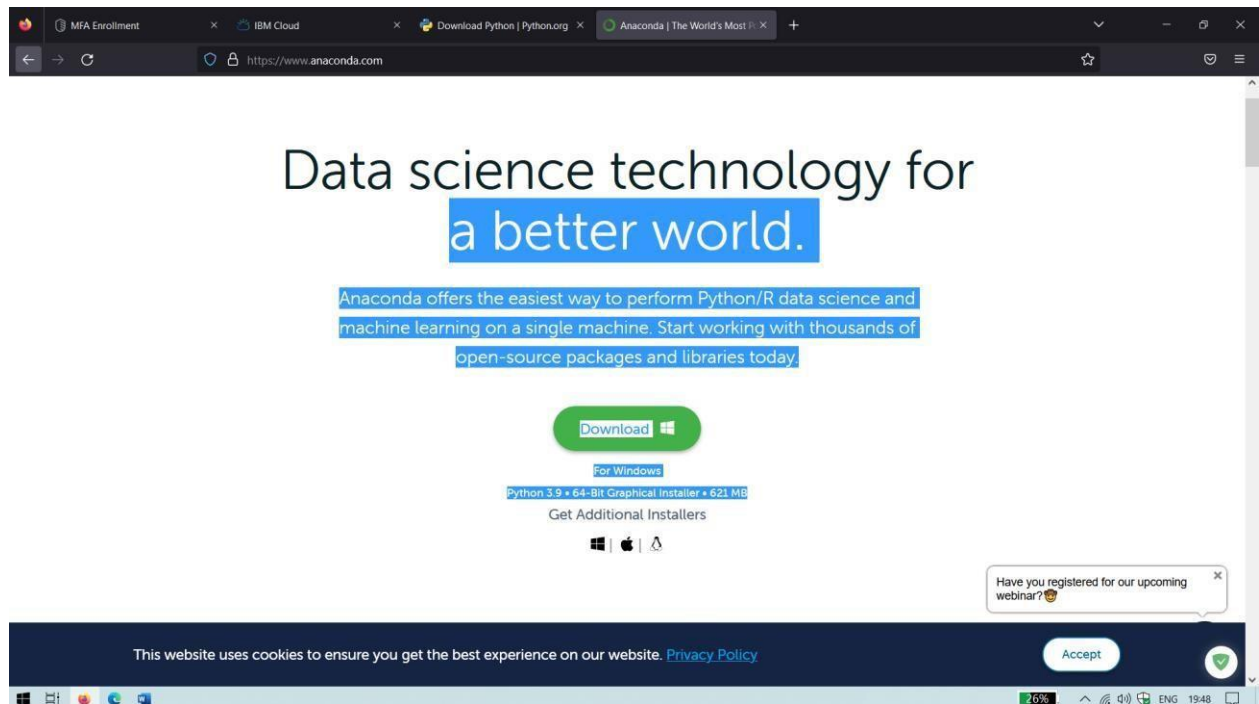 MFA Enrollment
IBM Cloud
Download Python | Python.org
Anaconda | The World's Most P
https://www.anaconda.com
Data science technology for
a better world.
Anaconda offers the easiest way to perform Python/R data science and
machine learning on a single machine. Start working with thousands of
open-source packages and libraries today.
Download
For Windows
Python 3.9 • 64-Bit Graphical Installer • 621 MB
Get Additional Installers
| |
Have you registered for our upcoming
webinar?🤠
This website uses cookies to ensure you get the best experience on our website. Privacy Policy
Accept
26%
ENG
19:48